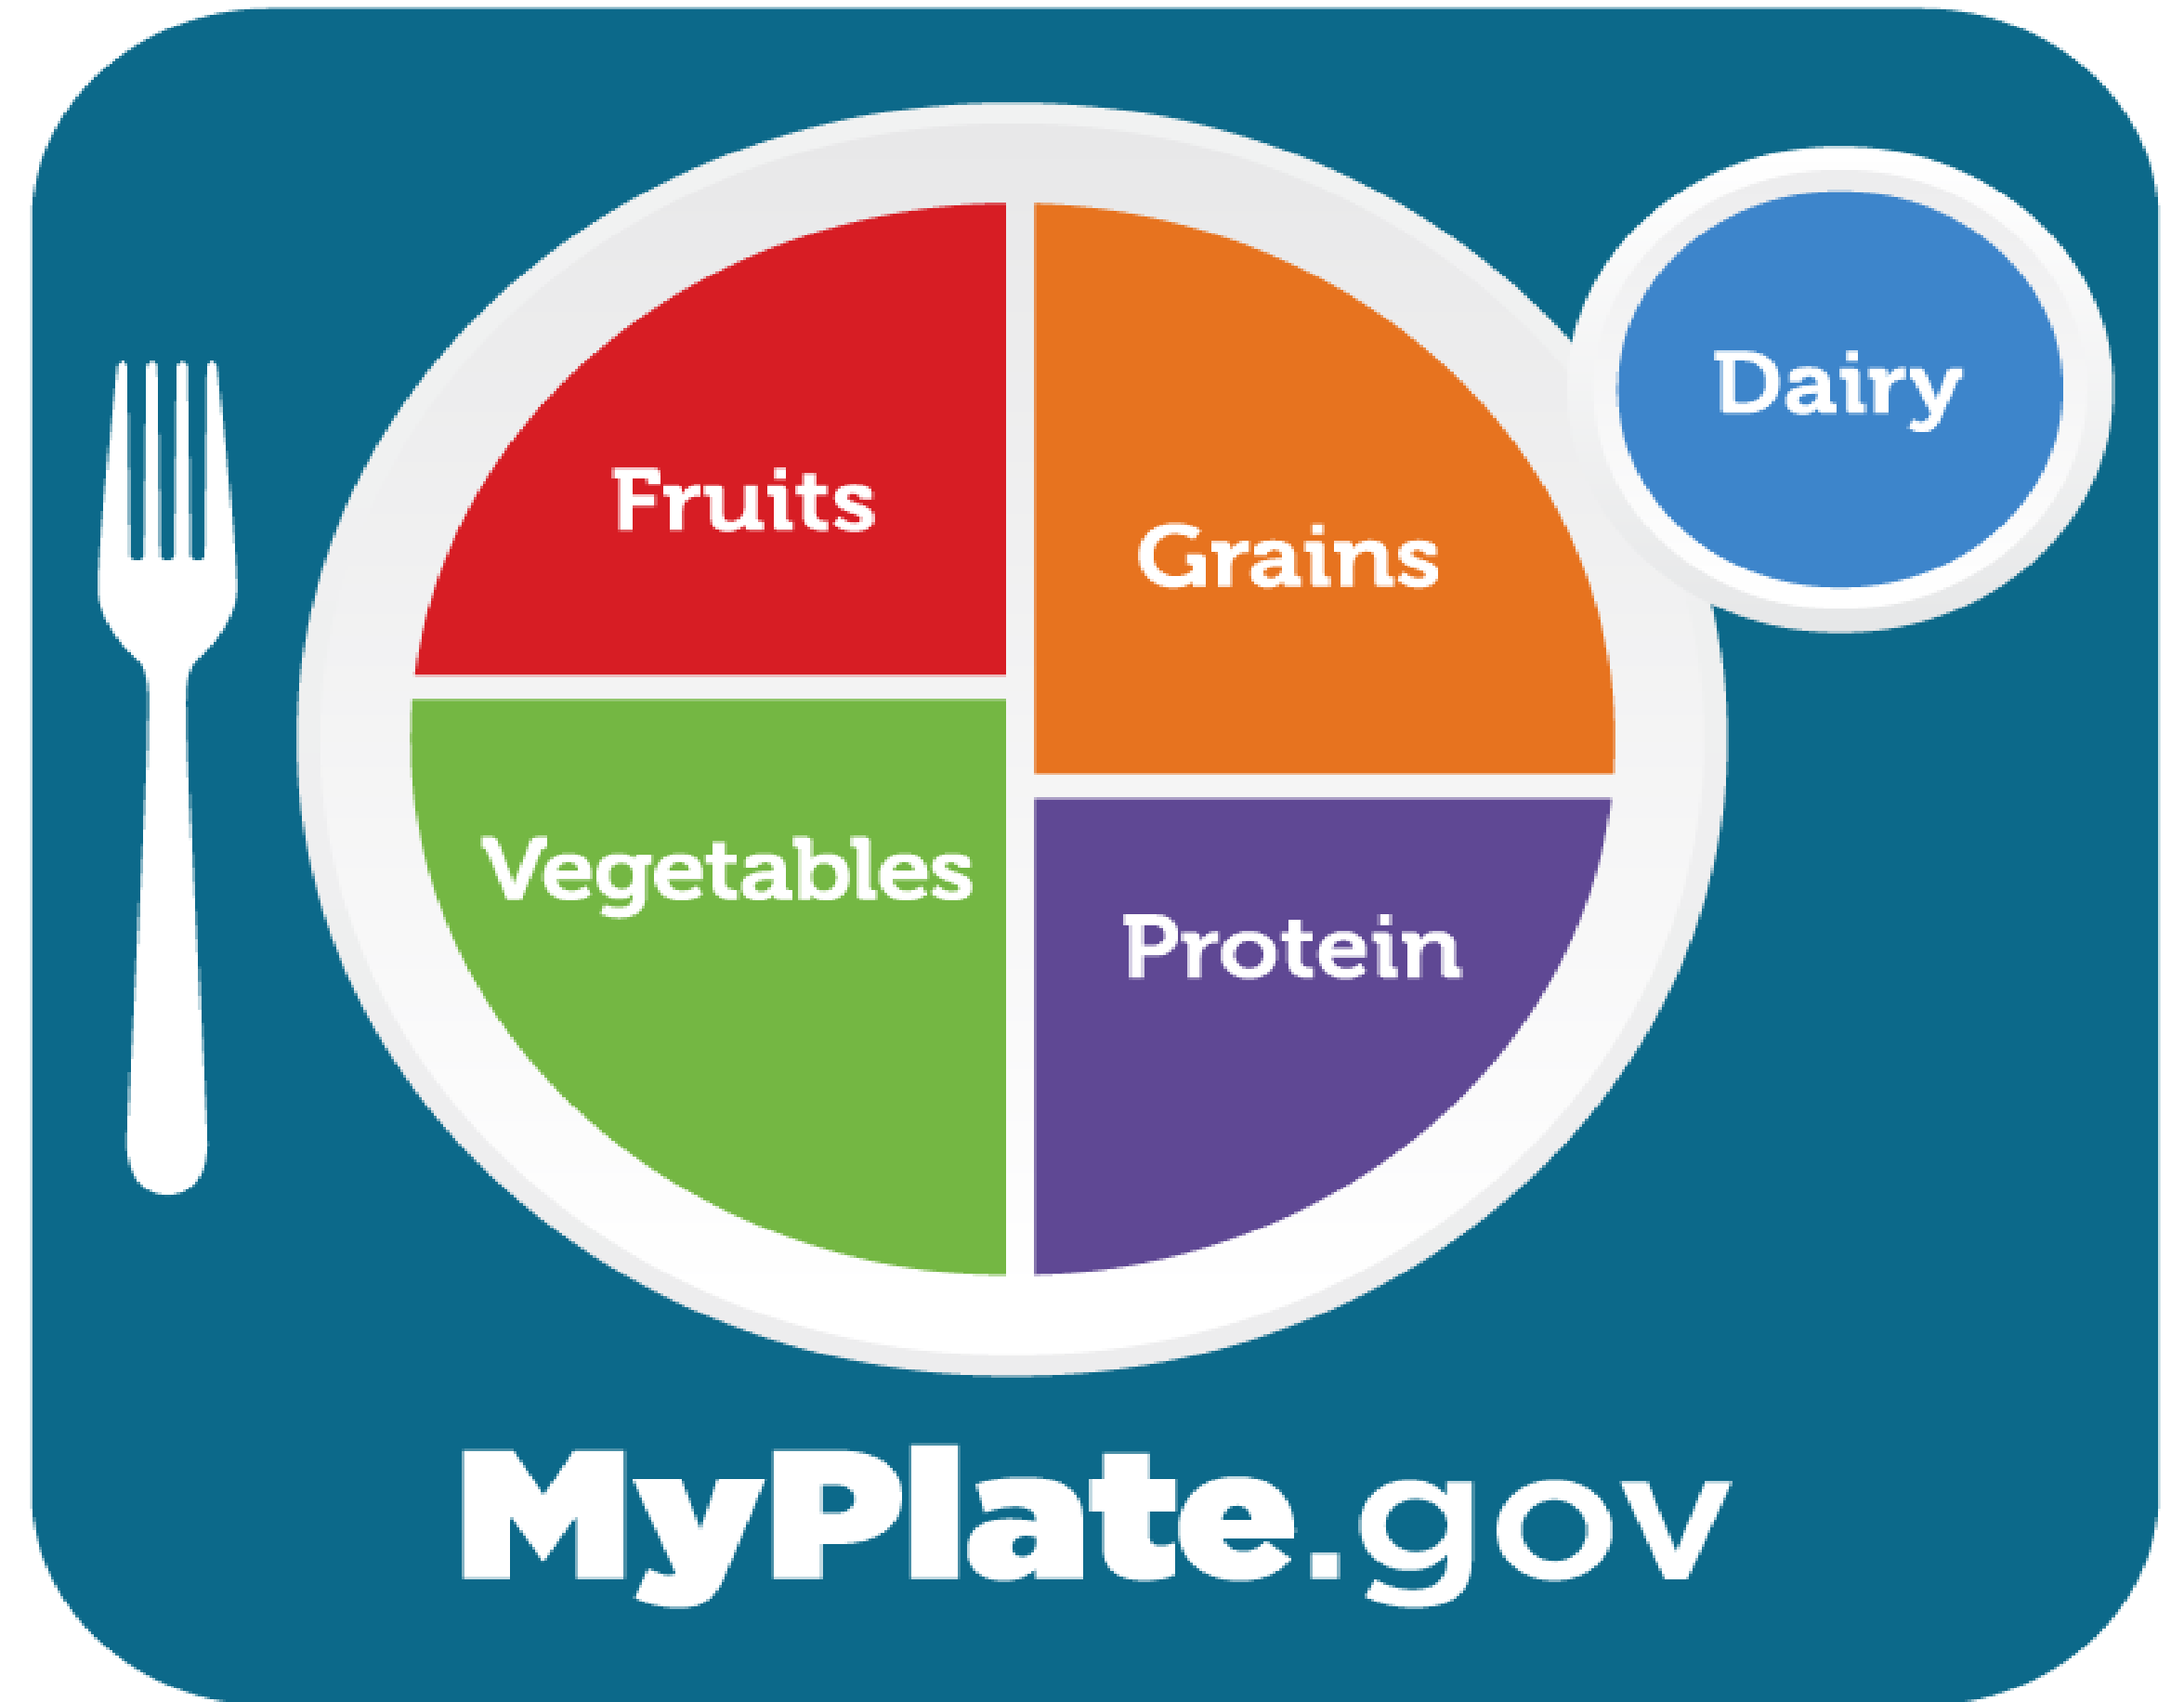 Dairy
Fruits
Grains
Vegetables
Protein
MyPlate.gov